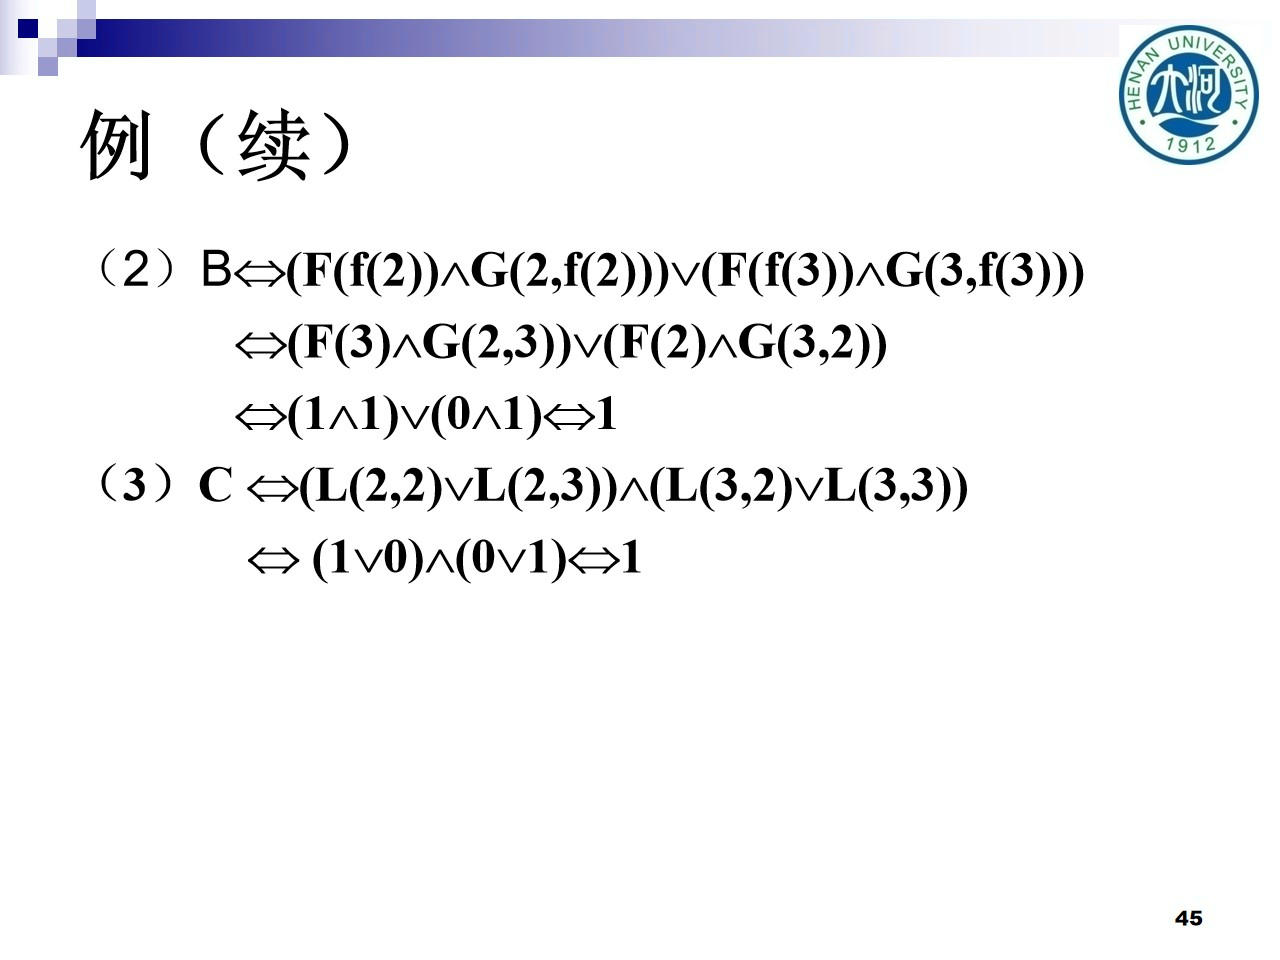 HENAN UNIVERSITY
1912
例（续）
（2）B⇔(F(f(2))∧G(2,f(2)))∨(F(f(3))∧G(3,f(3)))
⇔(F(3)∧G(2,3))∨(F(2)∧G(3,2))
⇔(1∧1)∨(0∧1)⇔1
（3）C ⇔(L(2,2)∨L(2,3))∧(L(3,2)∨L(3,3))
⇔ (1∨0)∧(0∨1)⇔1
45